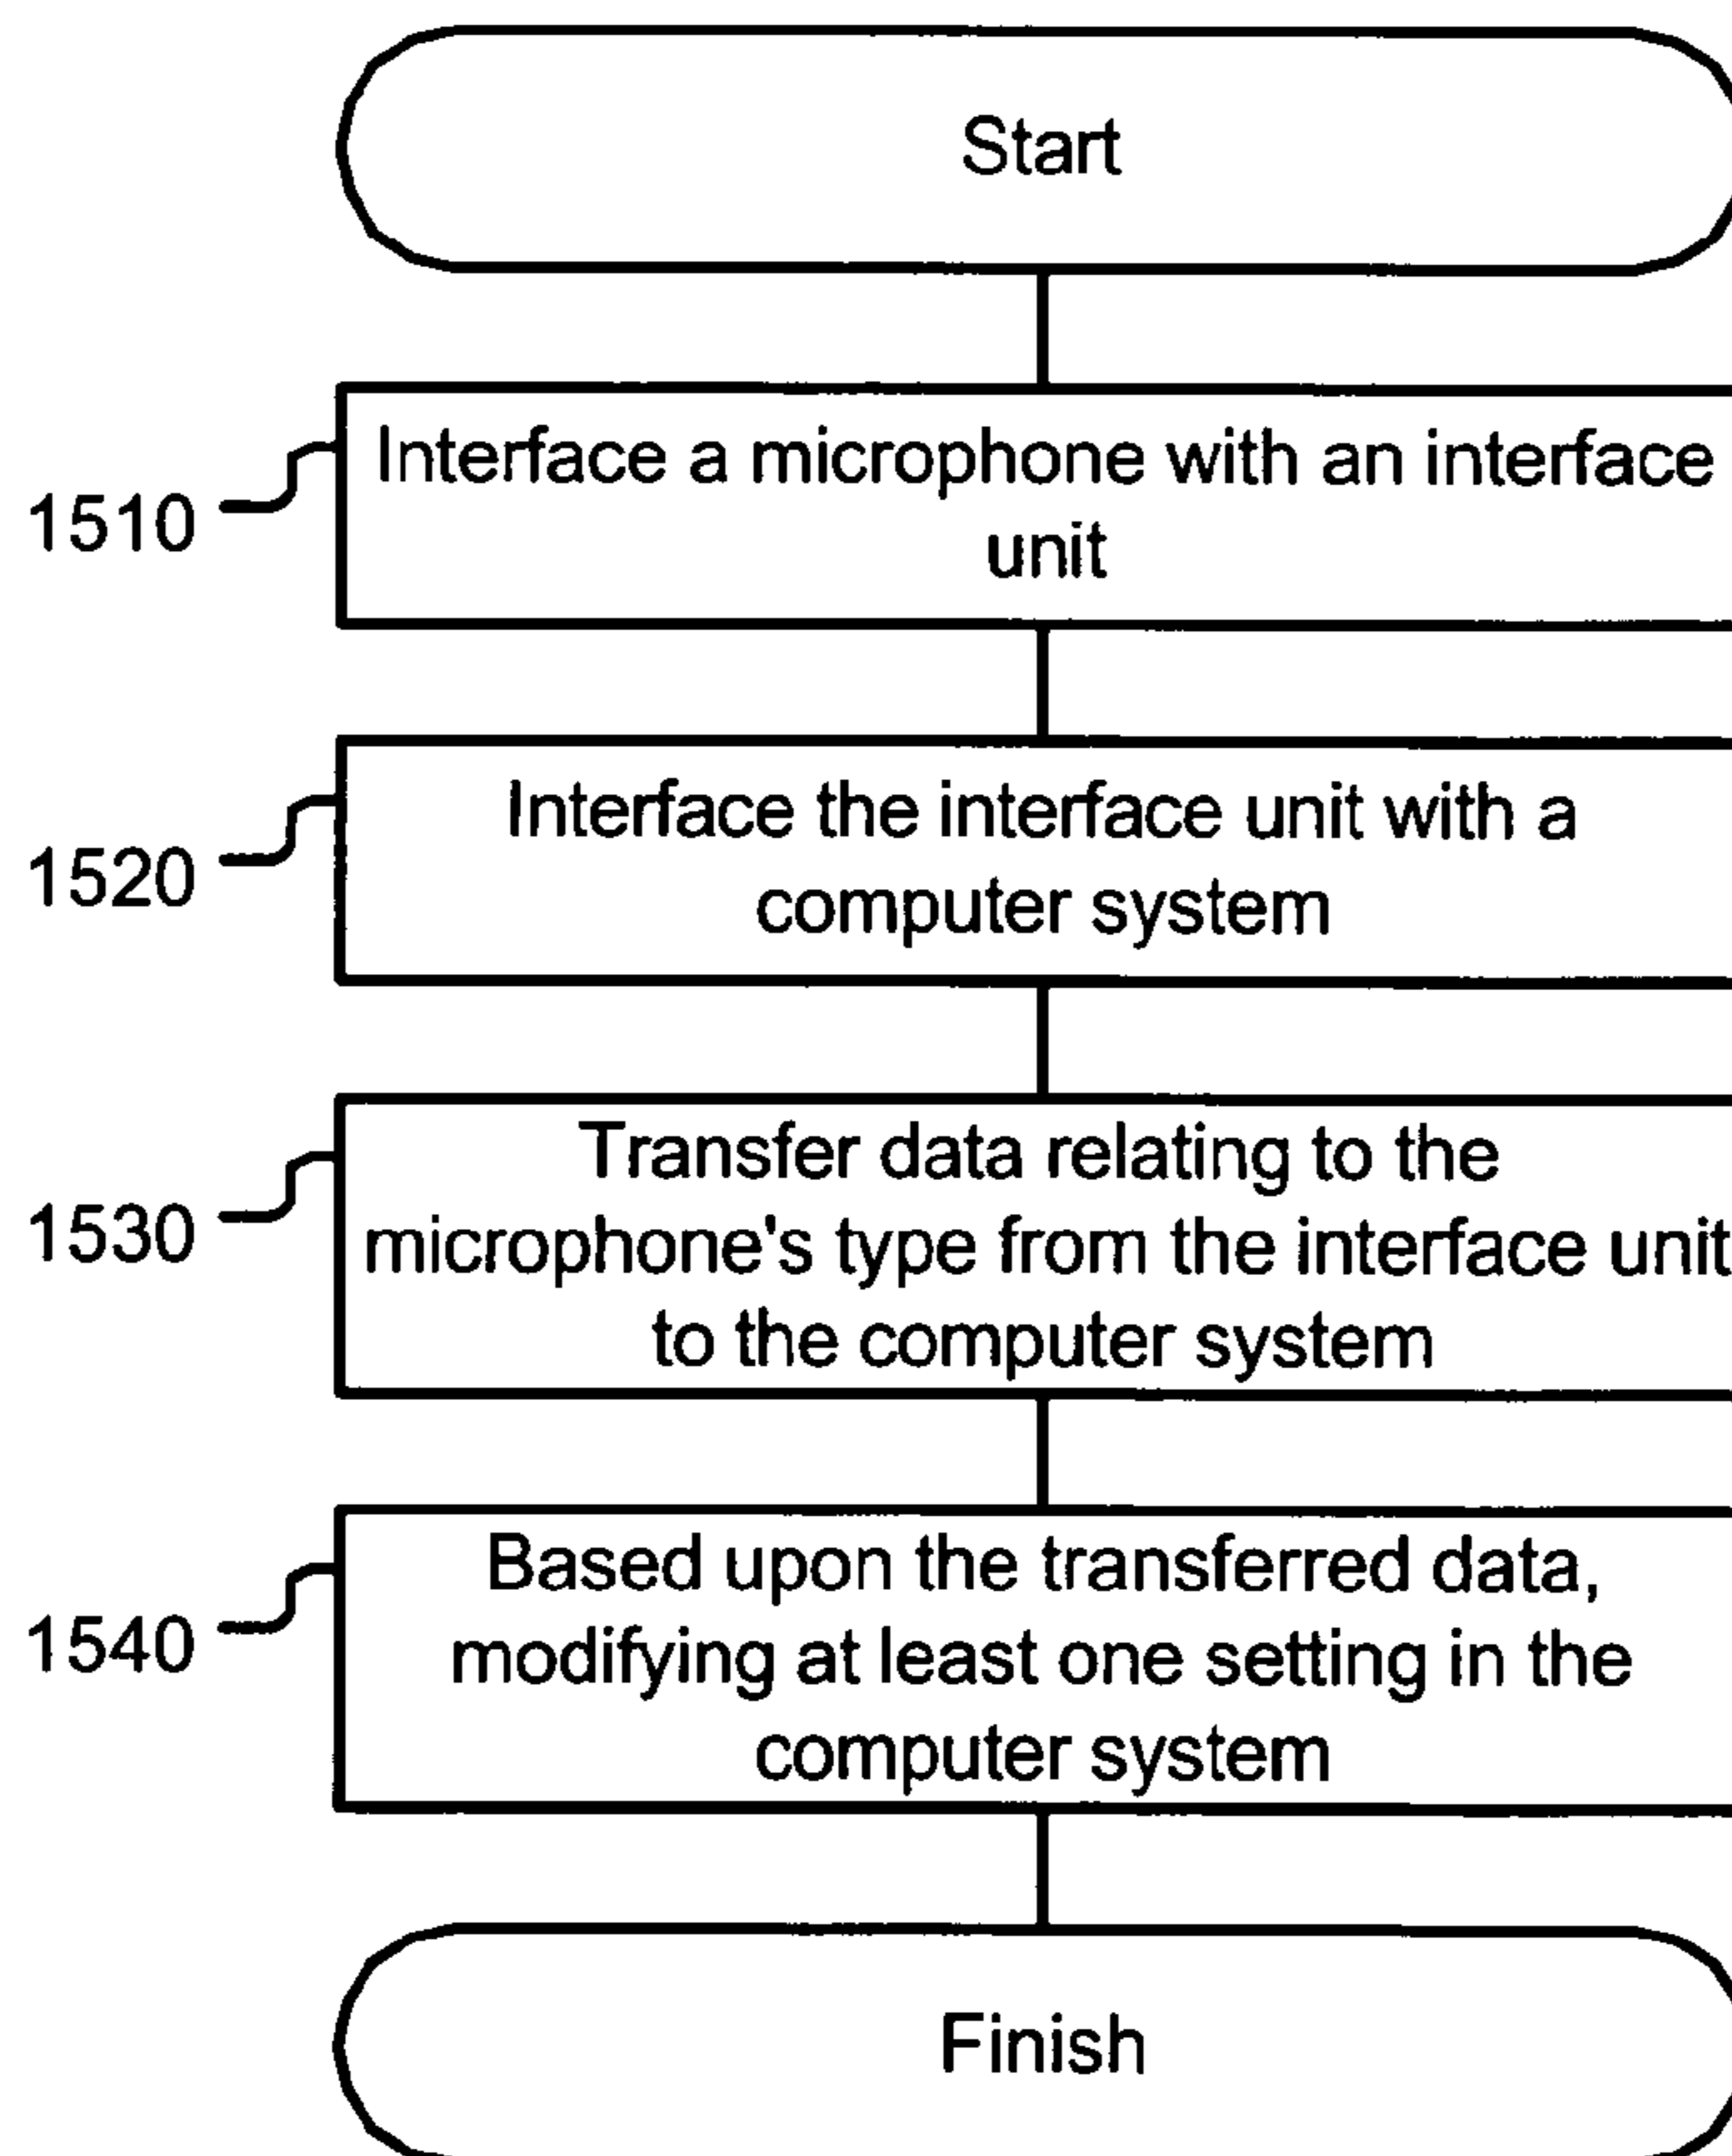 Start
1510
Interface a microphone with an interface
unit
1520
Interface the interface unit with a
computer system
1530
Transfer data relating to the
microphone's type from the interface unit
to the computer system
1540
Based upon the transferred data,
modifying at least one setting in the
computer system
Finish